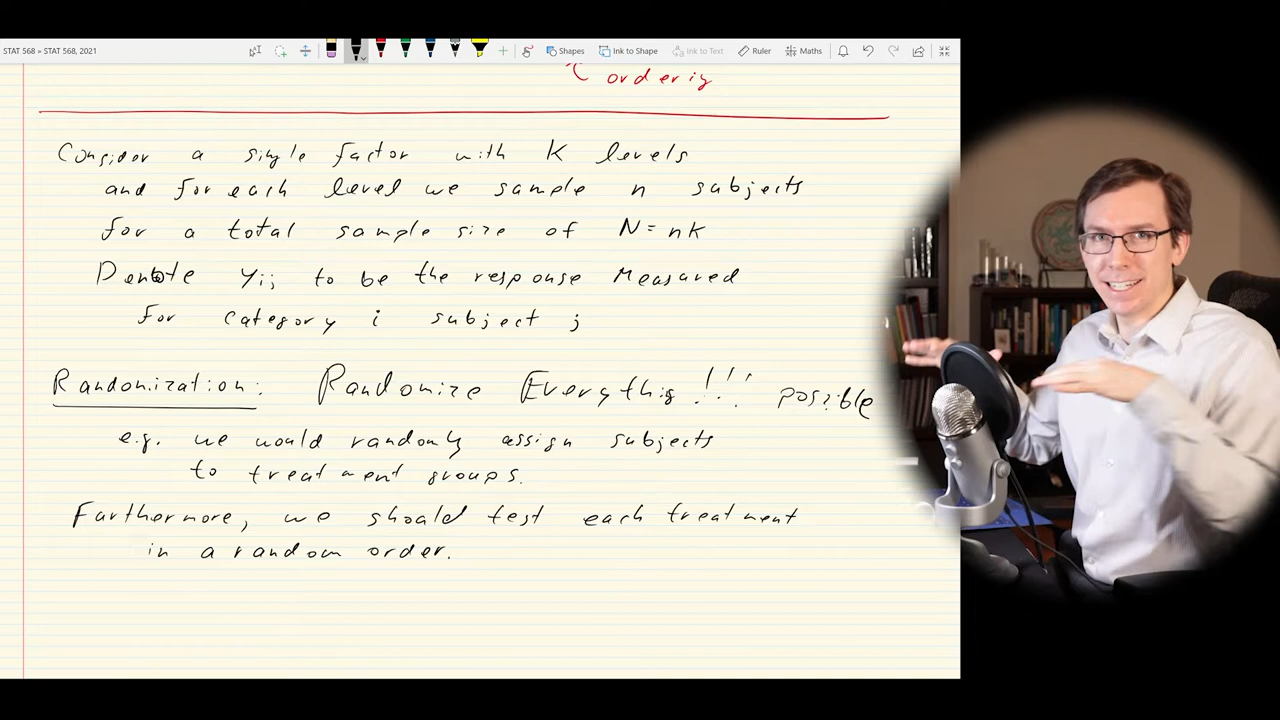 STAT 568 » STAT 568, 2021
Shapes Ink to Shape Ink to Text Ruler Maths
ordering
Consider a single factor with K levels
and for each level we sample n subjects
for a total sample size of N = nk
Denote yij to be the response measured
for category i subject j
Randomization: Randomize Everything!!! possible
e.g. we would randomly assign subjects
to treatment groups.
Furthermore, we should test each treatment
in a random order.